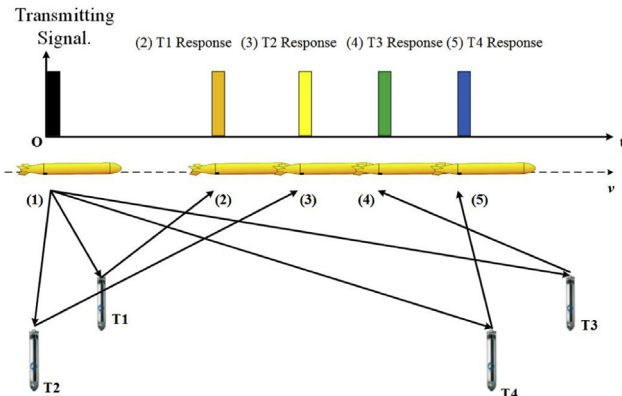 Transmitting
Signal.
(2) T1 Response (3) T2 Response (4) T3 Response (5) T4 Response
O
t
v
(1)
(2)
(3)
(4)
(5)
T1
T3
T2
T4